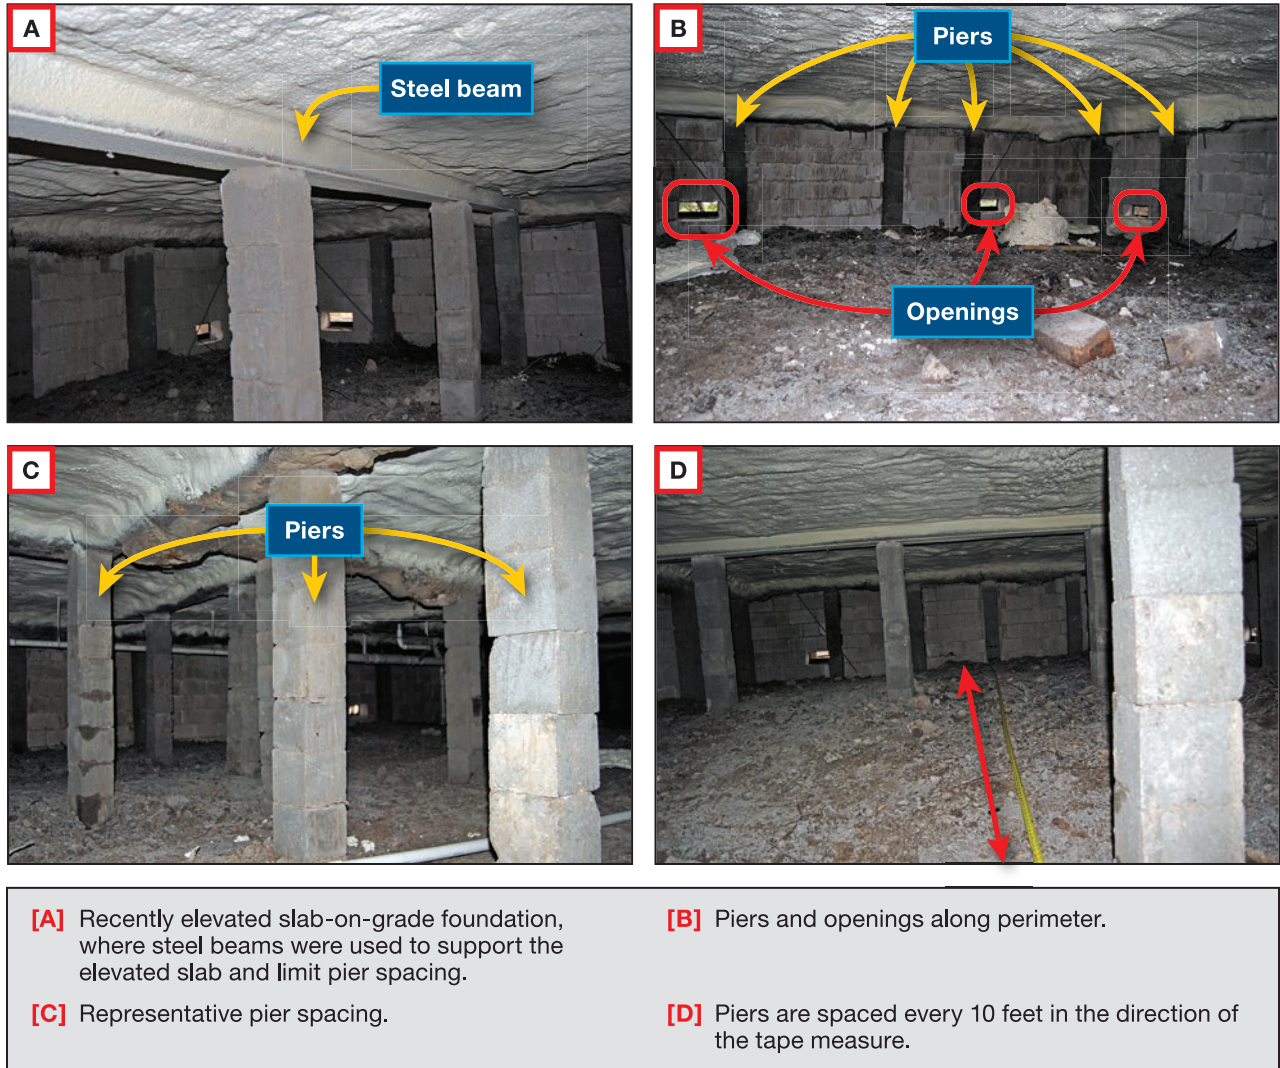 A
Steel beam
B
Piers
Openings
C
Piers
D
[A] Recently elevated slab-on-grade foundation,
where steel beams were used to support the
elevated slab and limit pier spacing.
[B] Piers and openings along perimeter.
[C] Representative pier spacing.
[D] Piers are spaced every 10 feet in the direction of
the tape measure.